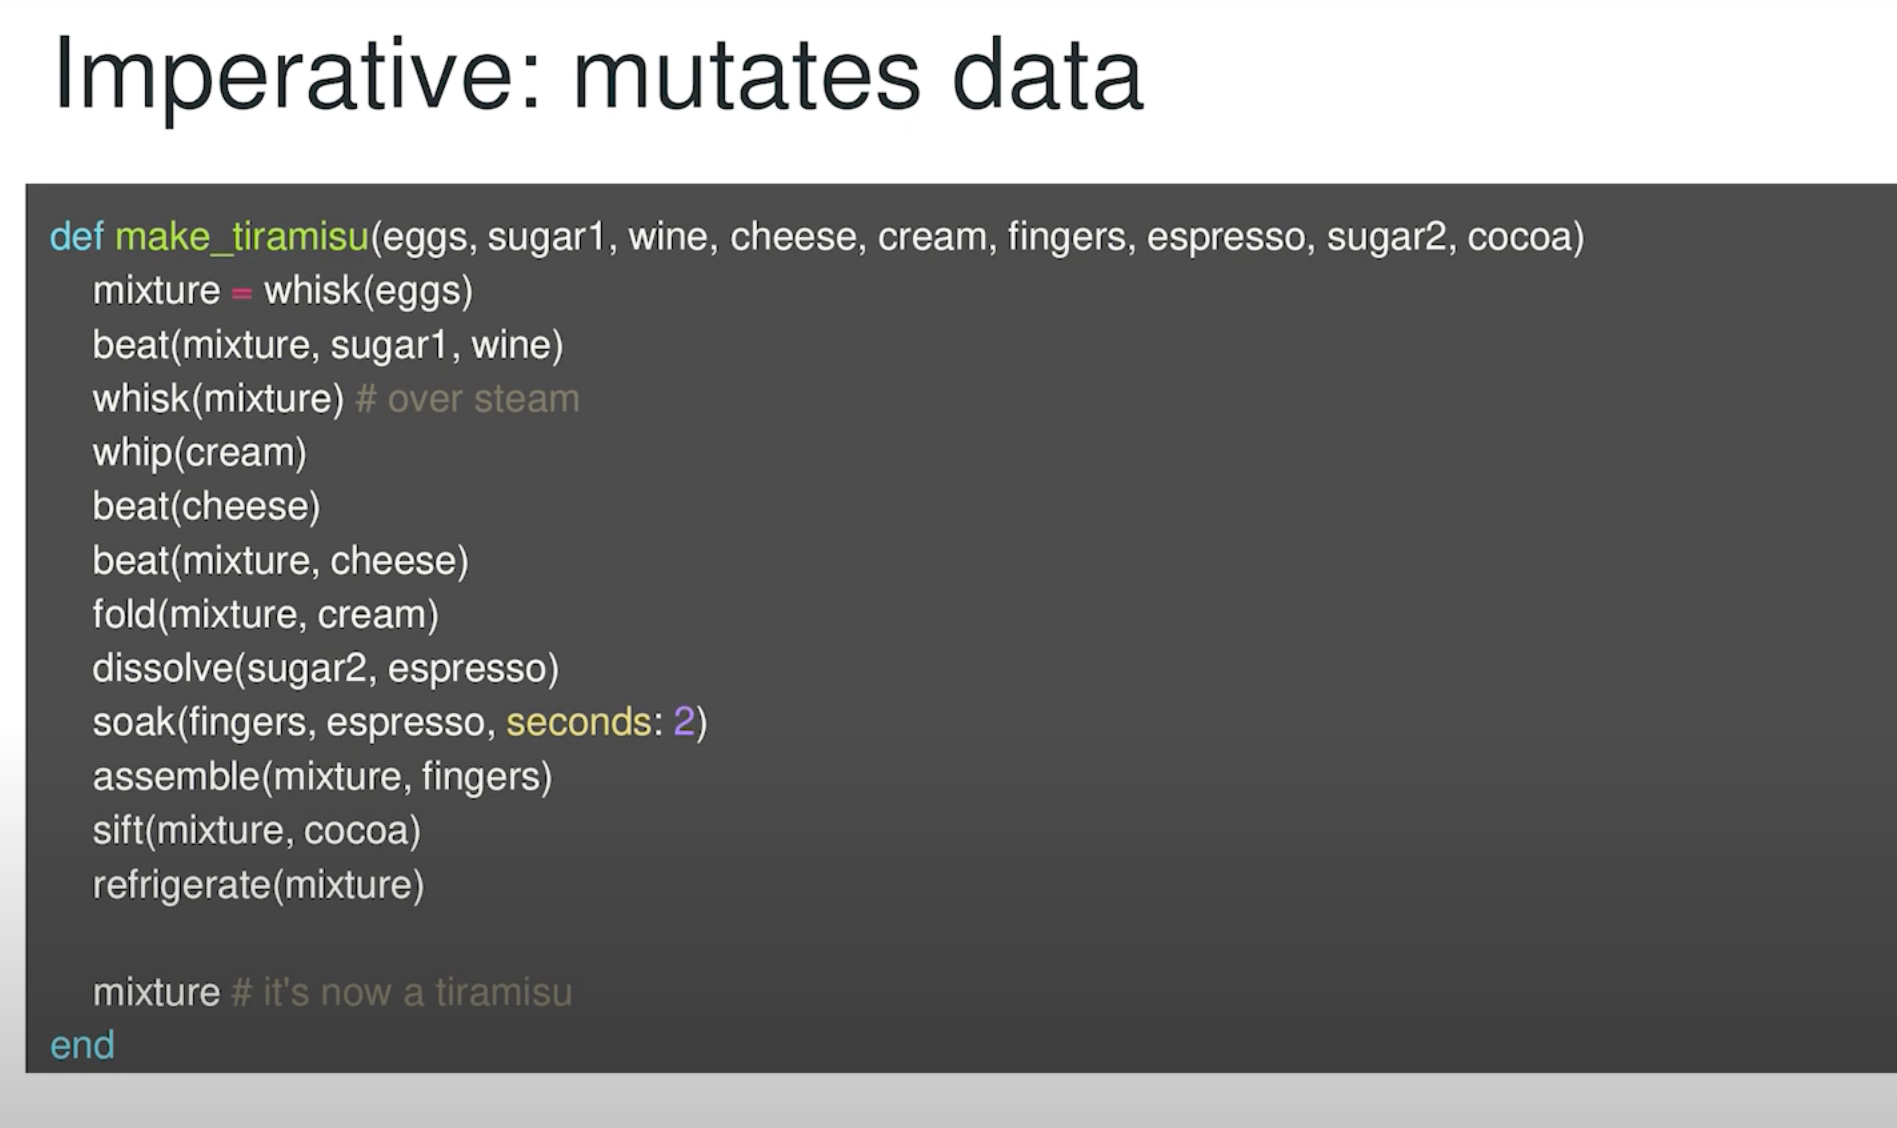 Imperative: mutates data
def make_tiramisu(eggs, sugar1, wine, cheese, cream, fingers, espresso, sugar2, cocoa)
mixture = whisk(eggs)
beat(mixture, sugar1, wine)
whisk(mixture) # over steam
whip(cream)
beat(cheese)
beat(mixture, cheese)
fold(mixture, cream)
dissolve(sugar2, espresso)
soak(fingers, espresso, seconds: 2)
assemble(mixture, fingers)
sift(mixture, cocoa)
refrigerate(mixture)
mixture # it's now a tiramisu
end